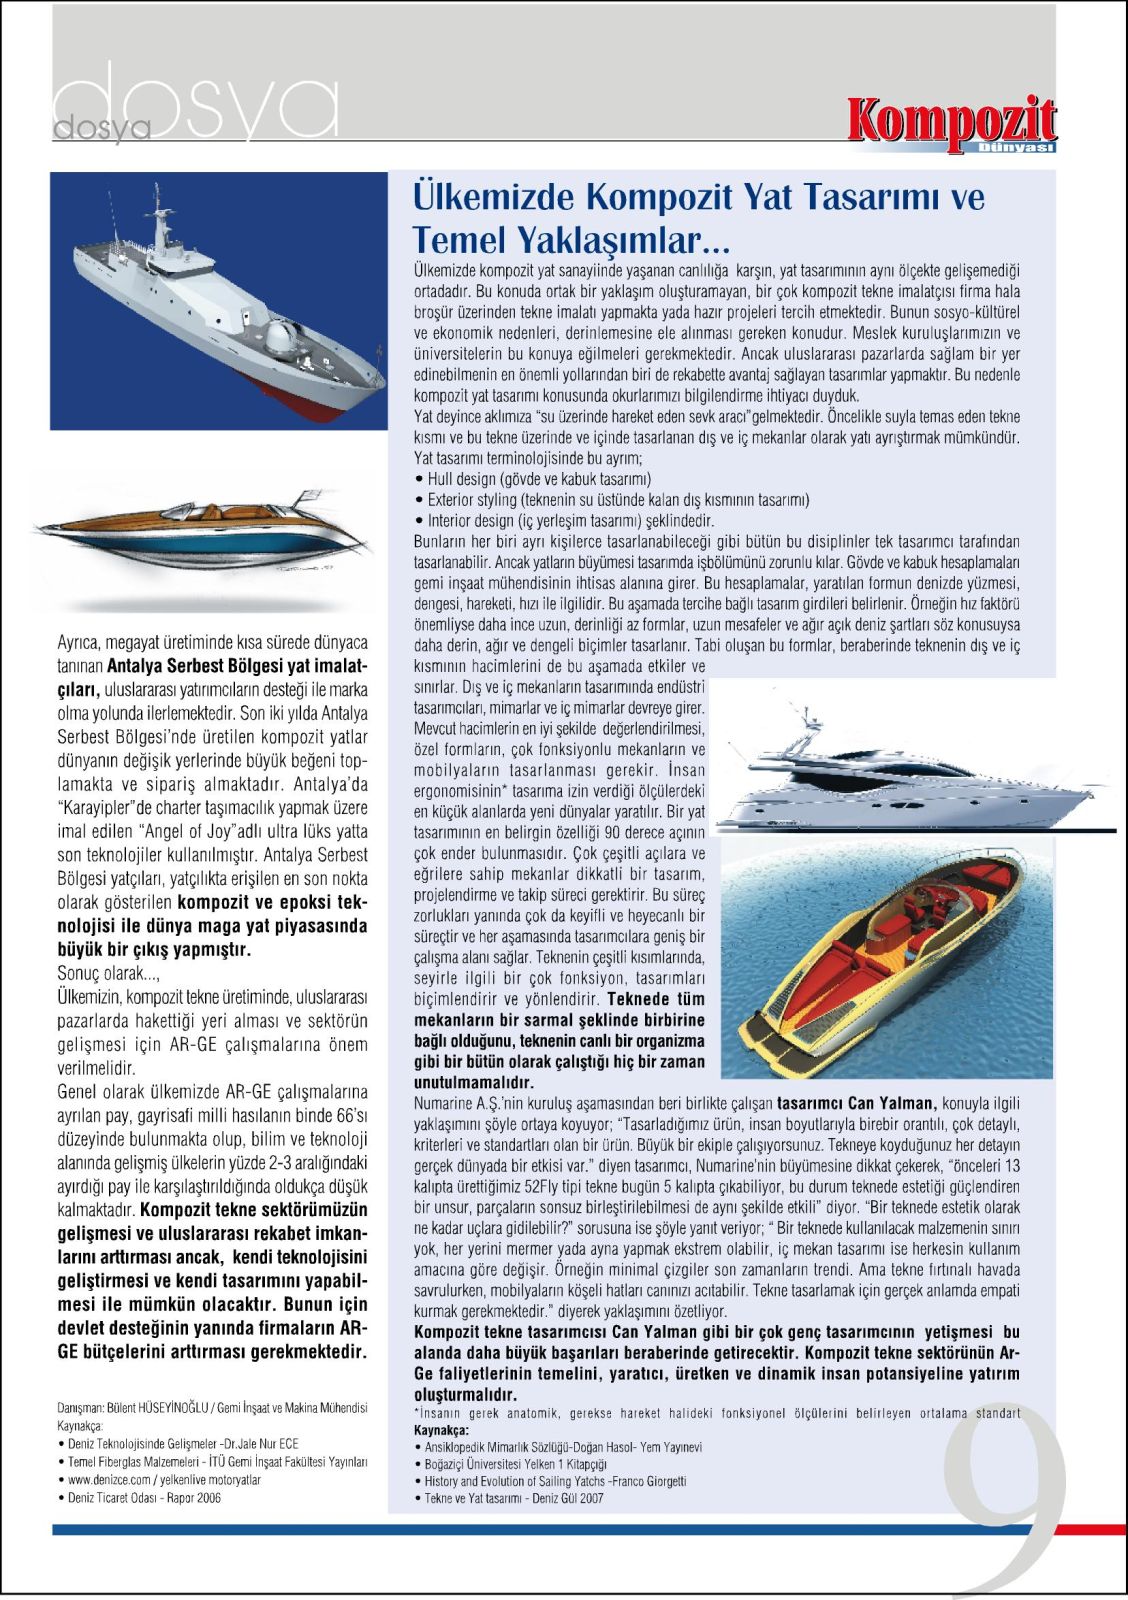 dosya
dosya
Kompozit
Dünyası
Ayrıca, megayat üretiminde kısa sürede dünyaca
tanınan Antalya Serbest Bölgesi yat imalat-
çıları, uluslararası yatırımcıların desteği ile marka
olma yolunda ilerlemektedir. Son iki yılda Antalya
Serbest Bölgesi'nde üretilen kompozit yatlar
dünyanın değişik yerlerinde büyük beğeni top-
lamakta ve sipariş almaktadır. Antalya'da
“Karayipler”de charter taşımacılık yapmak üzere
imal edilen “Angel of Joy”adlı ultra lüks yatta
son teknolojiler kullanılmıştır. Antalya Serbest
Bölgesi yatçıları, yatçılıkta erişilen en son nokta
olarak gösterilen kompozit ve epoksi tek-
nolojisi ile dünya maga yat piyasasında
büyük bir çıkış yapmıştır.
Sonuç olarak...,
Ülkemizin, kompozit tekne üretiminde, uluslararası
pazarlarda hakettiği yeri alması ve sektörün
gelişmesi için AR-GE çalışmalarına önem
verilmelidir.
Genel olarak ülkemizde AR-GE çalışmalarına
ayrılan pay, gayrisafi milli hasılanın binde 66'sı
düzeyinde bulunmakta olup, bilim ve teknoloji
alanında gelişmiş ülkelerin yüzde 2-3 aralığındaki
ayırdığı pay ile karşılaştırıldığında oldukça düşük
kalmaktadır. Kompozit tekne sektörümüzün
gelişmesi ve uluslararası rekabet imkan-
larını arttırması ancak, kendi teknolojisini
geliştirmesi ve kendi tasarımını yapabil-
mesi ile mümkün olacaktır. Bunun için
devlet desteğinin yanında firmaların AR-
GE bütçelerini arttırması gerekmektedir.
Danışman: Bülent HÜSEYİNOĞLU / Gemi İnşaat ve Makina Mühendisi
Kaynakça:
• Deniz Teknolojisinde Gelişmeler -Dr.Jale Nur ECE
• Temel Fiberglas Malzemeleri - İTÜ Gemi İnşaat Fakültesi Yayınları
• www.denizce.com / yelkenlive motoryatlar
• Deniz Ticaret Odası - Rapor 2006
Ülkemizde Kompozit Yat Tasarımı ve
Temel Yaklaşımlar...
Ülkemizde kompozit yat sanayiinde yaşanan canlılığa karşın, yat tasarımının aynı ölçekte gelişemediği
ortadadır. Bu konuda ortak bir yaklaşım oluşturamayan, bir çok kompozit tekne imalatçısı firma hala
broşür üzerinden tekne imalatı yapmakta yada hazır projeleri tercih etmektedir. Bunun sosyo-kültürel
ve ekonomik nedenleri, derinlemesine ele alınması gereken konudur. Meslek kuruluşlarımızın ve
üniversitelerin bu konuya eğilmeleri gerekmektedir. Ancak uluslararası pazarlarda sağlam bir yer
edinebilmenin en önemli yollarından biri de rekabette avantaj sağlayan tasarımlar yapmaktır. Bu nedenle
kompozit yat tasarımı konusunda okurlarımızı bilgilendirme ihtiyacı duyduk.
Yat deyince aklımıza “su üzerinde hareket eden sevk aracı”gelmektedir. Öncelikle suyla temas eden tekne
kısmı ve bu tekne üzerinde ve içinde tasarlanan dış ve iç mekanlar olarak yatı ayrıştırmak mümkündür.
Yat tasarımı terminolojisinde bu ayrım;
• Hull design (gövde ve kabuk tasarımı)
• Exterior styling (teknenin su üstünde kalan dış kısmının tasarımı)
• Interior design (iç yerleşim tasarımı) şeklindedir.
Bunların her biri ayrı kişilerce tasarlanabileceği gibi bütün bu disiplinler tek tasarımcı tarafından
tasarlanabilir. Ancak yatların büyümesi tasarımda işbölümünü zorunlu kılar. Gövde ve kabuk hesaplamaları
gemi inşaat mühendisinin ihtisas alanına girer. Bu hesaplamalar, yaratılan formun denizde yüzmesi,
dengesi, hareketi, hızı ile ilgilidir. Bu aşamada tercihe bağlı tasarım girdileri belirlenir. Örneğin hız faktörü
önemliyse daha ince uzun, derinliği az formlar, uzun mesafeler ve ağır açık deniz şartları söz konusuysa
daha derin, ağır ve dengeli biçimler tasarlanır. Tabi oluşan bu formlar, beraberinde teknenin dış ve iç
kısmının hacimlerini de bu aşamada etkiler ve
sınırlar. Dış ve iç mekanların tasarımında endüstri
tasarımcıları, mimarlar ve iç mimarlar devreye girer.
Mevcut hacimlerin en iyi şekilde değerlendirilmesi,
özel formların, çok fonksiyonlu mekanların ve
mobilyaların tasarlanması gerekir. İnsan
ergonomisinin* tasarıma izin verdiği ölçülerdeki
en küçük alanlarda yeni dünyalar yaratılır. Bir yat
tasarımının en belirgin özelliği 90 derece açının
çok ender bulunmasıdır. Çok çeşitli açılara ve
eğrilere sahip mekanlar dikkatli bir tasarım,
projelendirme ve takip süreci gerektirir. Bu süreç
zorlukları yanında çok da keyifli ve heyecanlı bir
süreçtir ve her aşamasında tasarımcılara geniş bir
çalışma alanı sağlar. Teknenin çeşitli kısımlarında,
seyirle ilgili bir çok fonksiyon, tasarımları
biçimlendirir ve yönlendirir. Teknede tüm
mekanların bir sarmal şeklinde birbirine
bağlı olduğunu, teknenin canlı bir organizma
gibi bir bütün olarak çalıştığı hiç bir zaman
unutulmamalıdır.
Numarine A.Ş.'nin kuruluş aşamasından beri birlikte çalışan tasarımcı Can Yalman, konuyla ilgili
yaklaşımını şöyle ortaya koyuyor; “Tasarladığımız ürün, insan boyutlarıyla birebir orantılı, çok detaylı,
kriterleri ve standartları olan bir ürün. Büyük bir ekiple çalışıyorsunuz. Tekneye koyduğunuz her detayın
gerçek dünyada bir etkisi var.” diyen tasarımcı, Numarine'nin büyümesine dikkat çekerek, “önceleri 13
kalıpta ürettiğimiz 52Fly tipi tekne bugün 5 kalıpta çıkabiliyor, bu durum teknede estetiği güçlendiren
bir unsur, parçaların sonsuz birleştirilebilmesi de aynı şekilde etkili” diyor. “Bir teknede estetik olarak
ne kadar uçlara gidilebilir?” sorusuna ise şöyle yanıt veriyor; “ Bir teknede kullanılacak malzemenin sınırı
yok, her yerini mermer yada ayna yapmak ekstrem olabilir, iç mekan tasarımı ise herkesin kullanım
amacına göre değişir. Örneğin minimal çizgiler son zamanların trendi. Ama tekne fırtınalı havada
savrulurken, mobilyaların köşeli hatları canınızı acıtabilir. Tekne tasarlamak için gerçek anlamda empati
kurmak gerekmektedir.” diyerek yaklaşımını özetliyor.
Kompozit tekne tasarımcısı Can Yalman gibi bir çok genç tasarımcının yetişmesi bu
alanda daha büyük başarıları beraberinde getirecektir. Kompozit tekne sektörünün Ar-
Ge faliyetlerinin temelini, yaratıcı, üretken ve dinamik insan potansiyeline yatırım
oluşturmalıdır.
*İnsanın gerek anatomik, gerekse hareket halideki fonksiyonel ölçülerini belirleyen ortalama standart
Kaynakça:
• Ansiklopedik Mimarlık Sözlüğü-Doğan Hasol- Yem Yayınevi
• Boğaziçi Üniversitesi Yelken 1 Kitapçığı
• History and Evolution of Sailing Yatchs -Franco Giorgetti
• Tekne ve Yat tasarımı - Deniz Gül 2007
9